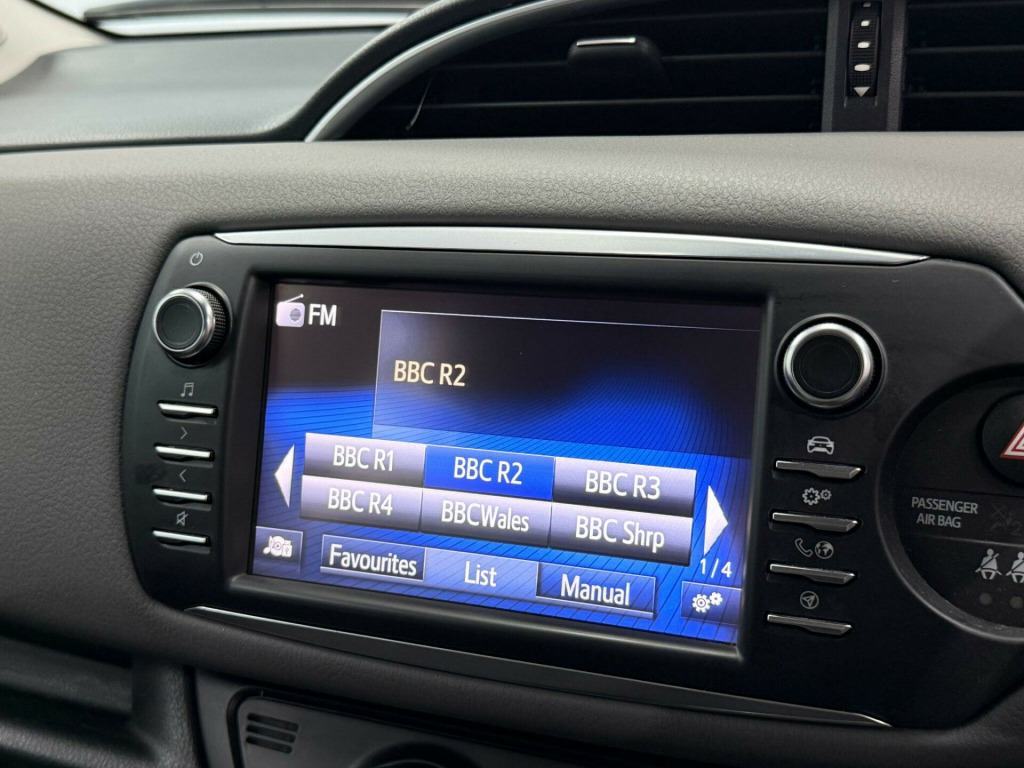 FM
BBC R2
BBC R1 BBC R2 BBC R3
BBC R4 BBCWales BBC Shrp
1/4
Favourites List Manual
PASSENGER
AIR BAG